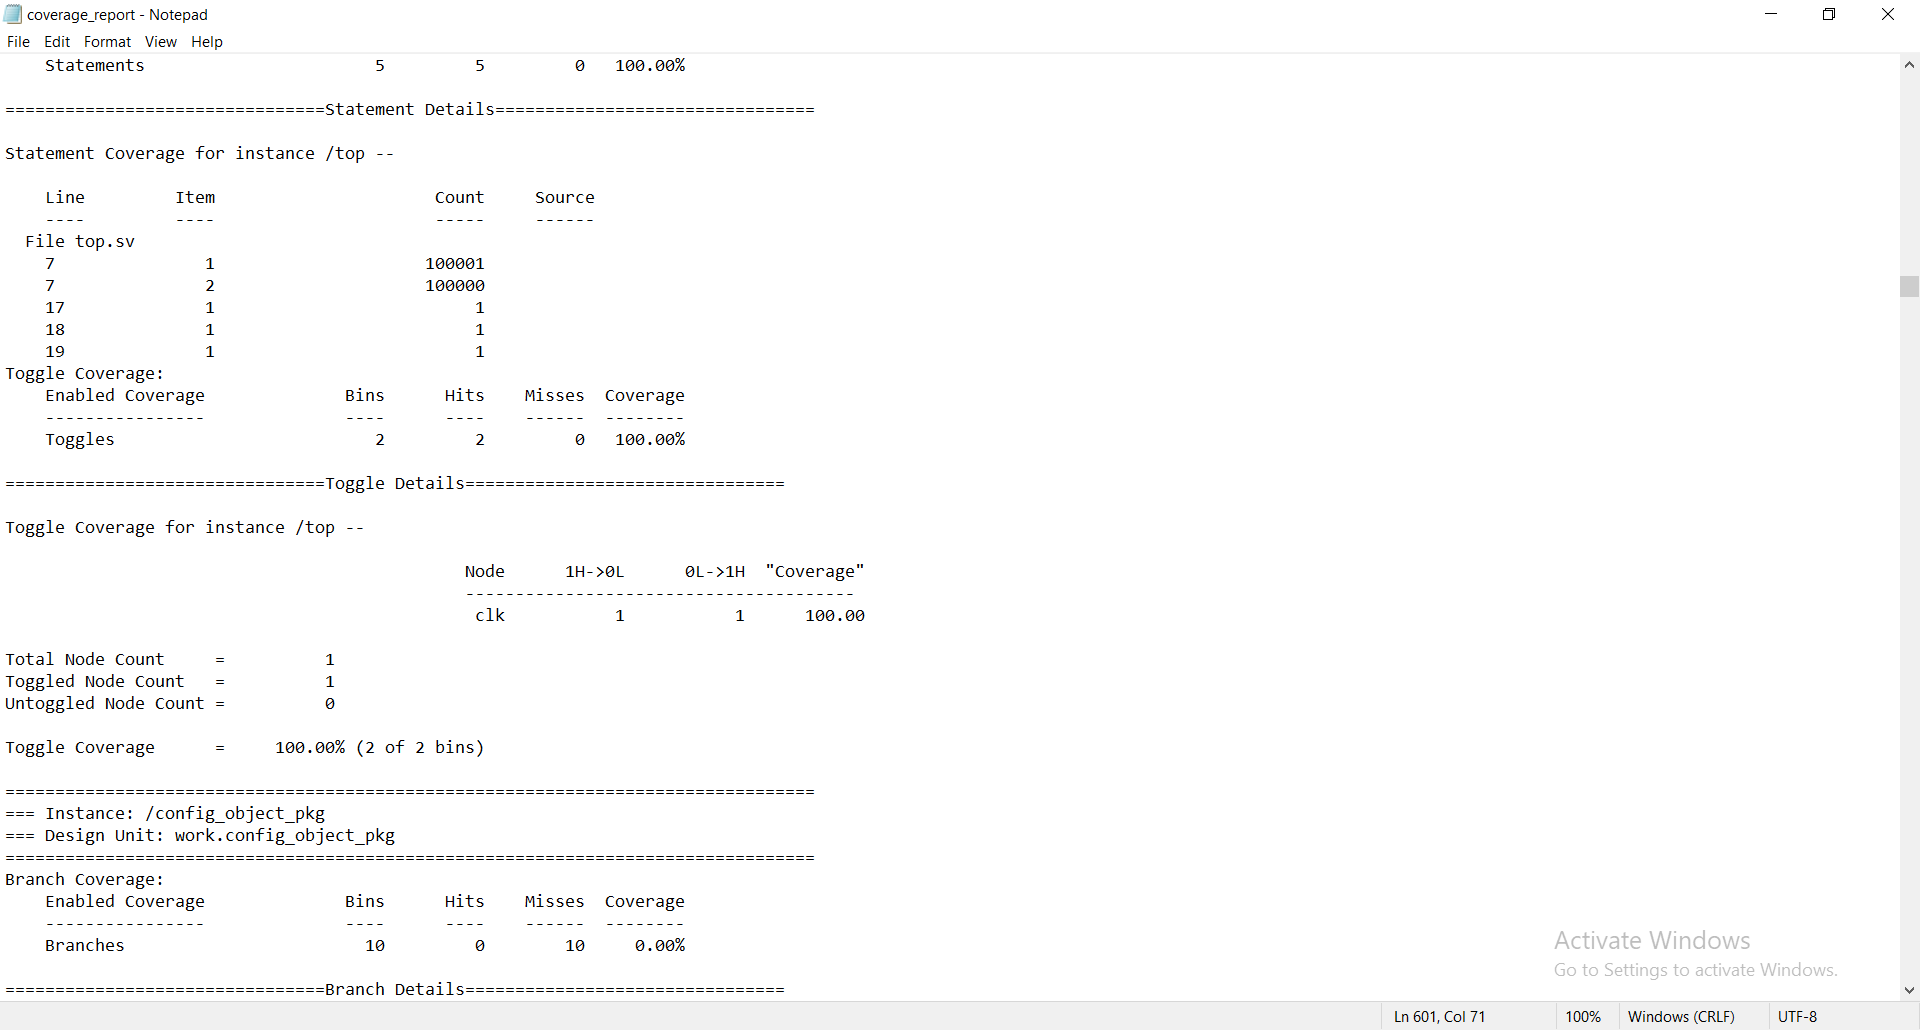 coverage_report - Notepad
File Edit Format View Help
    Statements                       5         5         0   100.00%
================================Statement Details================================
Statement Coverage for instance /top --
    Line         Item                      Count     Source
    ----         ----                      -----     ------
  File top.sv
    7               1                     100001
    7               2                     100000
    17              1                          1
    18              1                          1
    19              1                          1
Toggle Coverage:
    Enabled Coverage              Bins      Hits    Misses  Coverage
    ----------------              ----      ----    ------  --------
    Toggles                          2         2         0   100.00%
================================Toggle Details================================
Toggle Coverage for instance /top --
                                              Node      1H->0L      0L->1H  "Coverage"
                                              ---------------------------------------
                                               clk           1           1      100.00
Total Node Count     =          1
Toggled Node Count   =          1
Untoggled Node Count =          0
Toggle Coverage      =     100.00% (2 of 2 bins)
=================================================================================
=== Instance: /config_object_pkg
=== Design Unit: work.config_object_pkg
=================================================================================
Branch Coverage:
    Enabled Coverage              Bins      Hits    Misses  Coverage
    ----------------              ----      ----    ------  --------
    Branches                        10         0        10     0.00%
================================Branch Details================================
Activate Windows
Go to Settings to activate Windows.
Ln 601, Col 71 100% Windows (CRLF) UTF-8